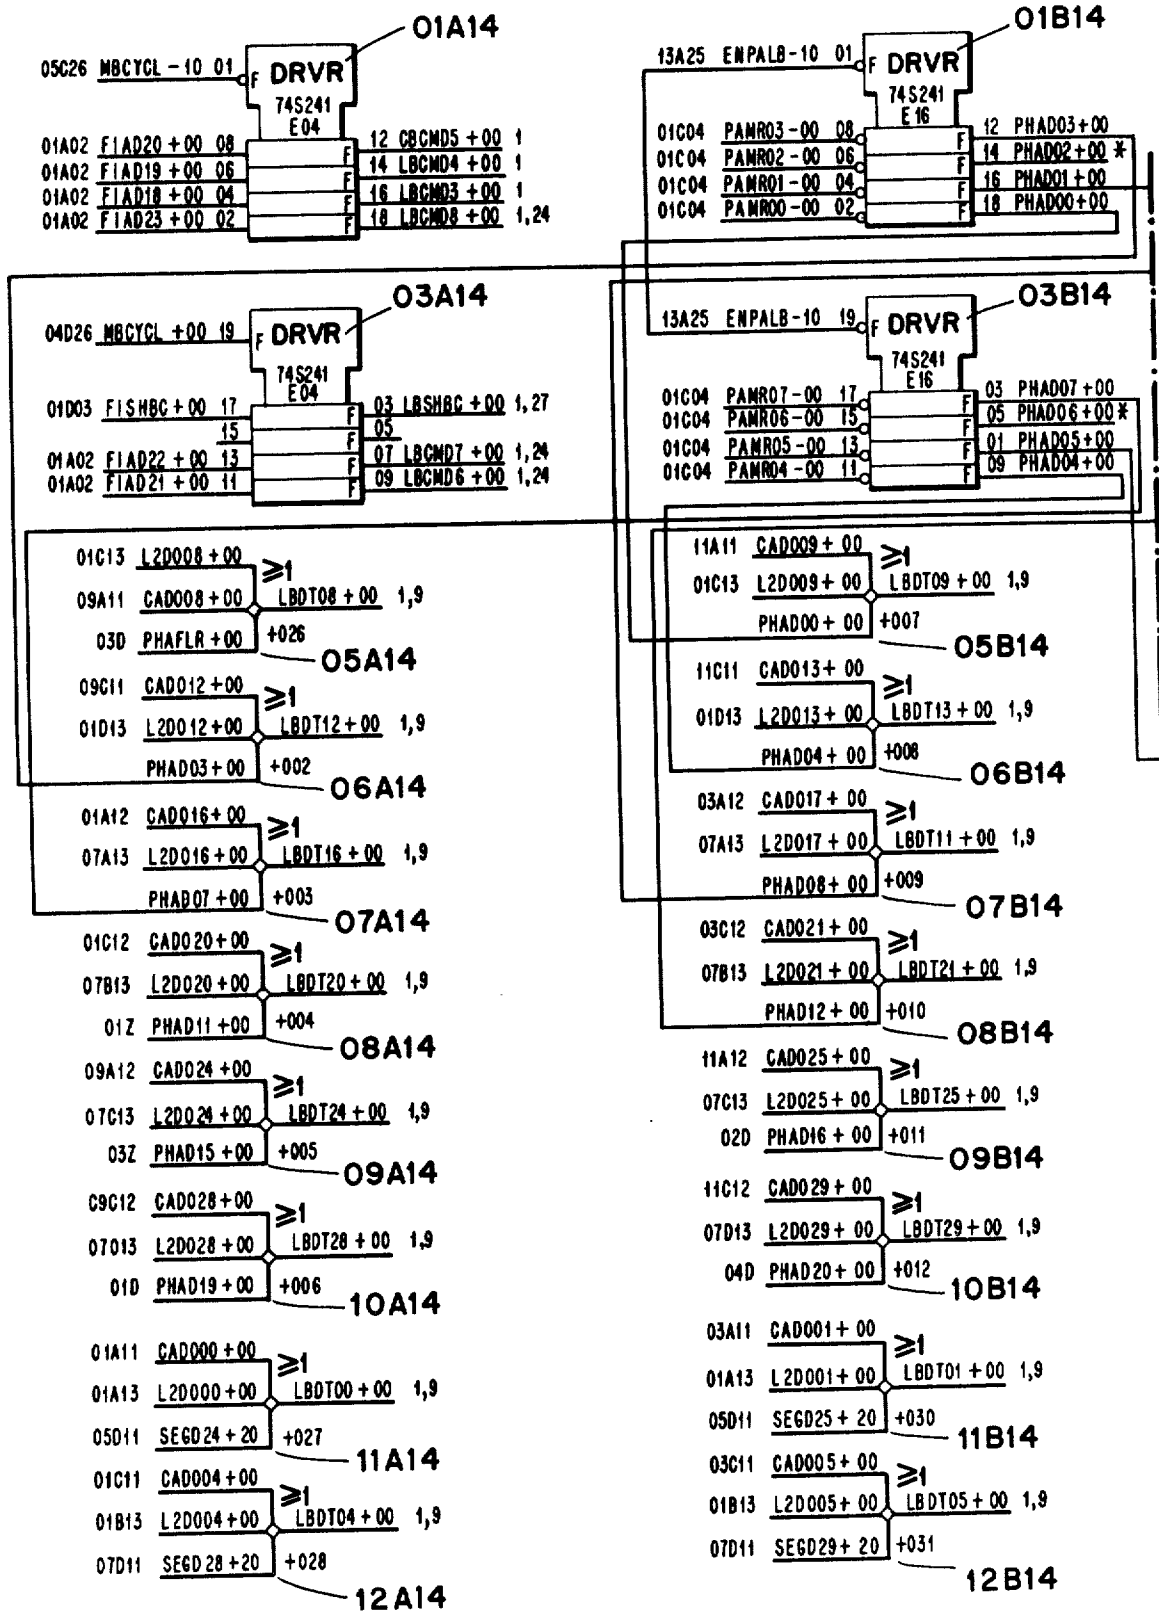 01A14
05C26 MBCYCL -10 01
F DRVR
74S241
E04
01A02 FIAD20+00 08
F 12 CBCMD5+00 1
01A02 FIAD19+00 06
F 14 LBCMD4+00 1
01A02 FIAD18+00 04
F 16 LBCMD3+00 1
01A02 FIAD23+00 02
F 18 LBCMD8+00 1,24
01B14
13A25 ENPALB-10 01
F DRVR
74S241
E16
01C04 PAMR03-00 08
F 12 PHAD03+00
01C04 PAMR02-00 06
F 14 PHAD02+00 *
01C04 PAMR01-00 04
F 16 PHAD01+00
01C04 PAMR00-00 02
F 18 PHAD00+00
03A14
04D26 MBCYCL +00 19
F DRVR
74S241
E04
01D03 FISHBC+00 17
F 03 LBSHBC+00 1,27
15
F 05
01A02 FIAD22+00 13
F 07 LBCMD7+00 1,24
01A02 FIAD21+00 11
F 09 LBCMD6+00 1,24
03B14
13A25 ENPALB-10 19
F DRVR
74S241
E16
01C04 PAMR07-00 17
F 03 PHAD07+00
01C04 PAMR06-00 15
F 05 PHAD06+00 *
01C04 PAMR05-00 13
F 01 PHAD05+00
01C04 PAMR04-00 11
F 09 PHAD04+00
01C13 L2D008+00
≥1
09A11 CAD008+00 LBDT08+00 1,9
03D PHAFLR+00 +026
05A14
11A11 CAD009+00
≥1
01C13 L2D009+00 LBDT09+00 1,9
PHAD00+00 +007
05B14
09C11 CAD012+00
≥1
01D13 L2D012+00 LBDT12+00 1,9
PHAD03+00 +002
06A14
11C11 CAD013+00
≥1
01D13 L2D013+00 LBDT13+00 1,9
PHAD04+00 +008
06B14
01A12 CAD016+00
≥1
07A13 L2D016+00 LBDT16+00 1,9
PHAD07+00 +003
07A14
03A12 CAD017+00
≥1
07A13 L2D017+00 LBDT11+00 1,9
PHAD08+00 +009
07B14
01C12 CAD020+00
≥1
07B13 L2D020+00 LBDT20+00 1,9
01Z PHAD11+00 +004
08A14
03C12 CAD021+00
≥1
07B13 L2D021+00 LBDT21+00 1,9
PHAD12+00 +010
08B14
09A12 CAD024+00
≥1
07C13 L2D024+00 LBDT24+00 1,9
03Z PHAD15+00 +005
09A14
11A12 CAD025+00
≥1
07C13 L2D025+00 LBDT25+00 1,9
02D PHAD16+00 +011
09B14
C9C12 CAD028+00
≥1
07013 L2D028+00 LBDT28+00 1,9
01D PHAD19+00 +006
10A14
11C12 CAD029+00
≥1
07D13 L2D029+00 LBDT29+00 1,9
04D PHAD20+00 +012
10B14
01A11 CAD000+00
≥1
01A13 L2D000+00 LBDT00+00 1,9
05D11 SEGD24+20 +027
11A14
03A11 CAD001+00
≥1
01A13 L2D001+00 LBDT01+00 1,9
05D11 SEGD25+20 +030
11B14
01C11 CAD004+00
≥1
01B13 L2D004+00 LBDT04+00 1,9
07D11 SEGD28+20 +028
12A14
03C11 CAD005+00
≥1
01B13 L2D005+00 LBDT05+00 1,9
07D11 SEGD29+20 +031
12B14